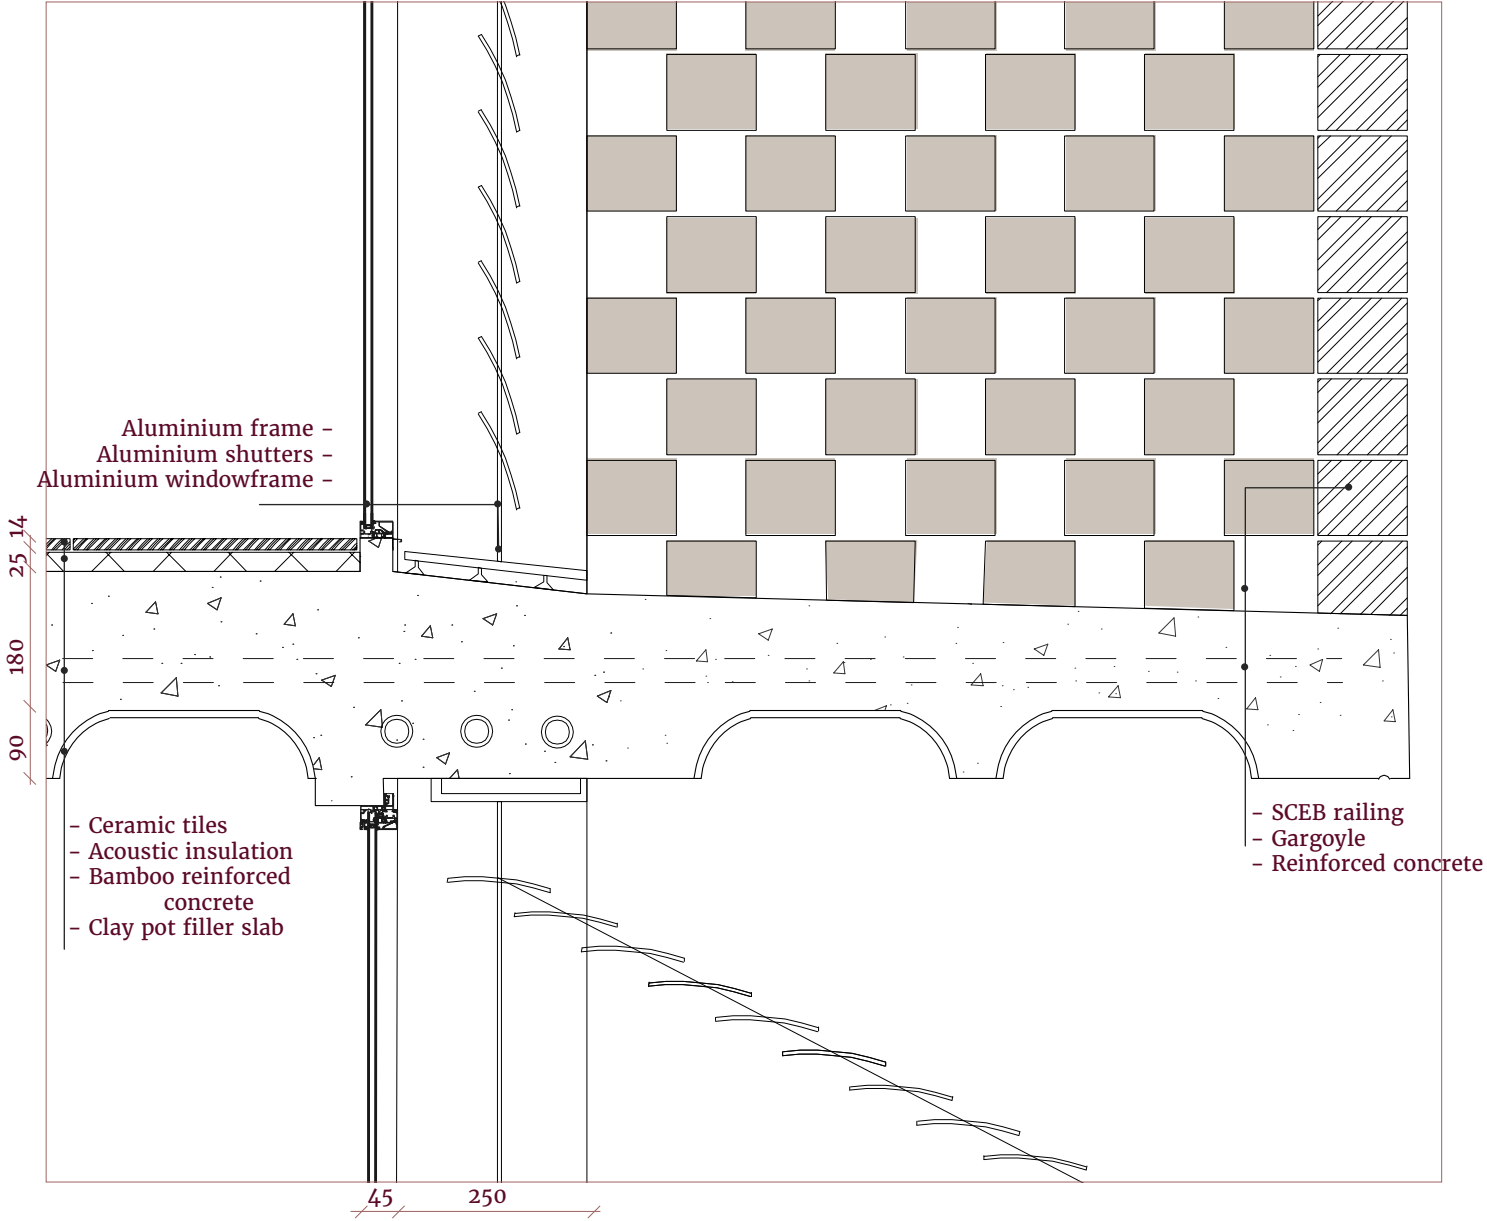 Aluminium frame -
Aluminium shutters -
Aluminium windowframe -
14
25
180
90
- Ceramic tiles
- Acoustic insulation
- Bamboo reinforced
concrete
- Clay pot filler slab
- SCEB railing
- Gargoyle
- Reinforced concrete
45
250